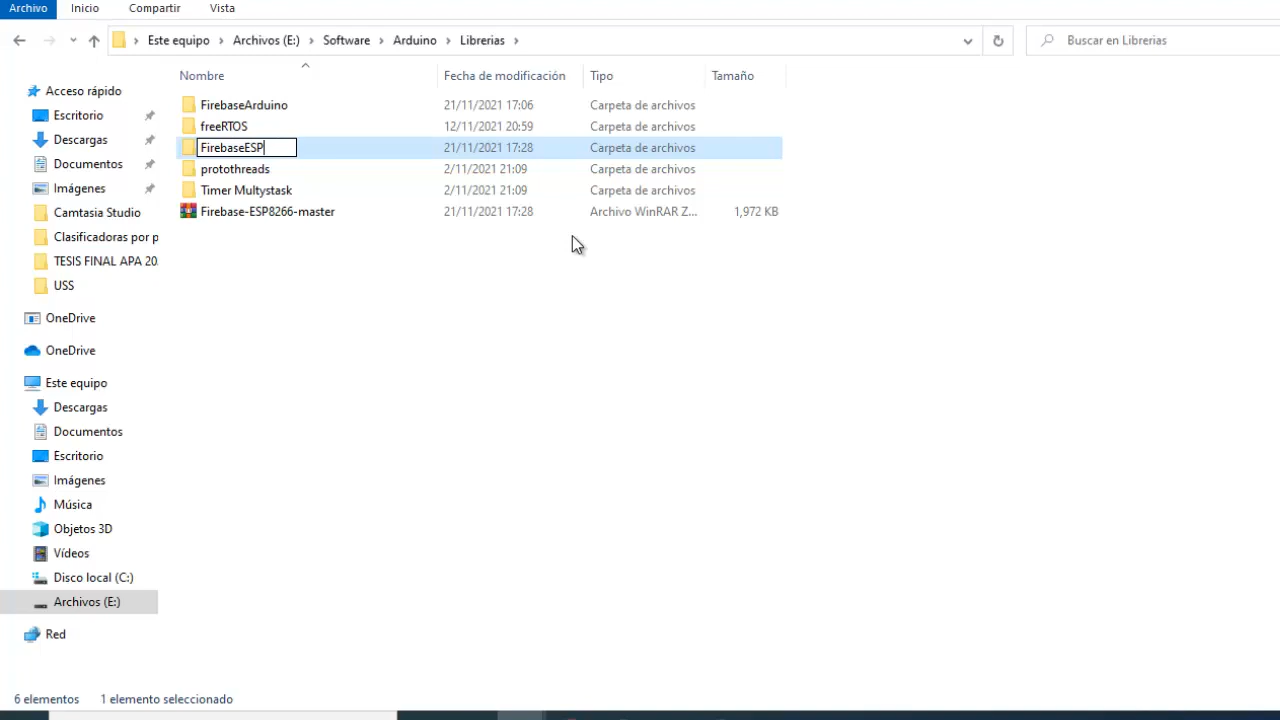 Archivo Inicio Compartir Vista
Este equipo Archivos (E:) Software Arduino Librerias
Buscar en Librerias
Nombre Fecha de modificación Tipo Tamaño
FirebaseArduino 21/11/2021 17:06 Carpeta de archivos
freeRTOS 12/11/2021 20:59 Carpeta de archivos
FirebaseESP 21/11/2021 17:28 Carpeta de archivos
protothreads 2/11/2021 21:09 Carpeta de archivos
Timer Multystask 2/11/2021 21:09 Carpeta de archivos
Firebase-ESP8266-master 21/11/2021 17:28 Archivo WinRAR Z... 1,972 KB
Acceso rápido
Escritorio
Descargas
Documentos
Imágenes
Camtasia Studio
Clasificadoras por p
TESIS FINAL APA 20
USS
OneDrive
OneDrive
Este equipo
Descargas
Documentos
Escritorio
Imágenes
Música
Objetos 3D
Vídeos
Disco local (C:)
Archivos (E:)
Red
6 elementos 1 elemento seleccionado